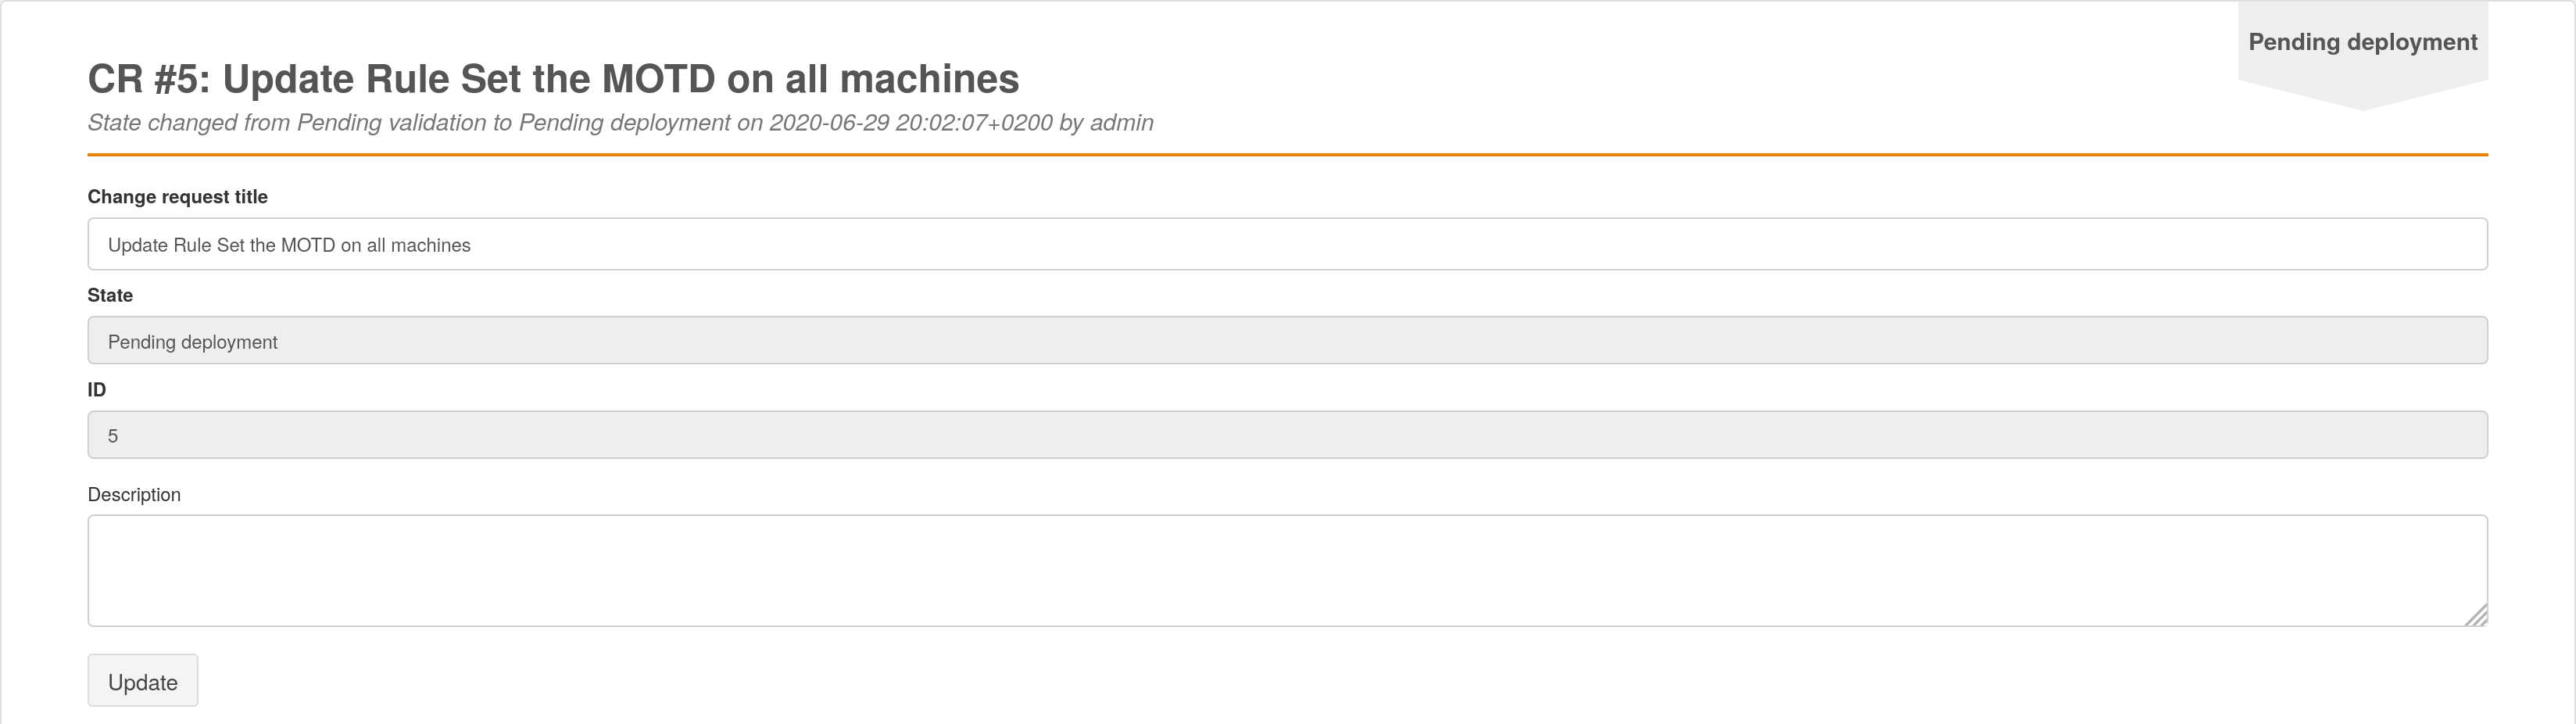 Pending deployment
CR #5: Update Rule Set the MOTD on all machines
State changed from Pending validation to Pending deployment on 2020-06-29 20:02:07+0200 by admin
Change request title
Update Rule Set the MOTD on all machines
State
Pending deployment
ID
5
Description
Update